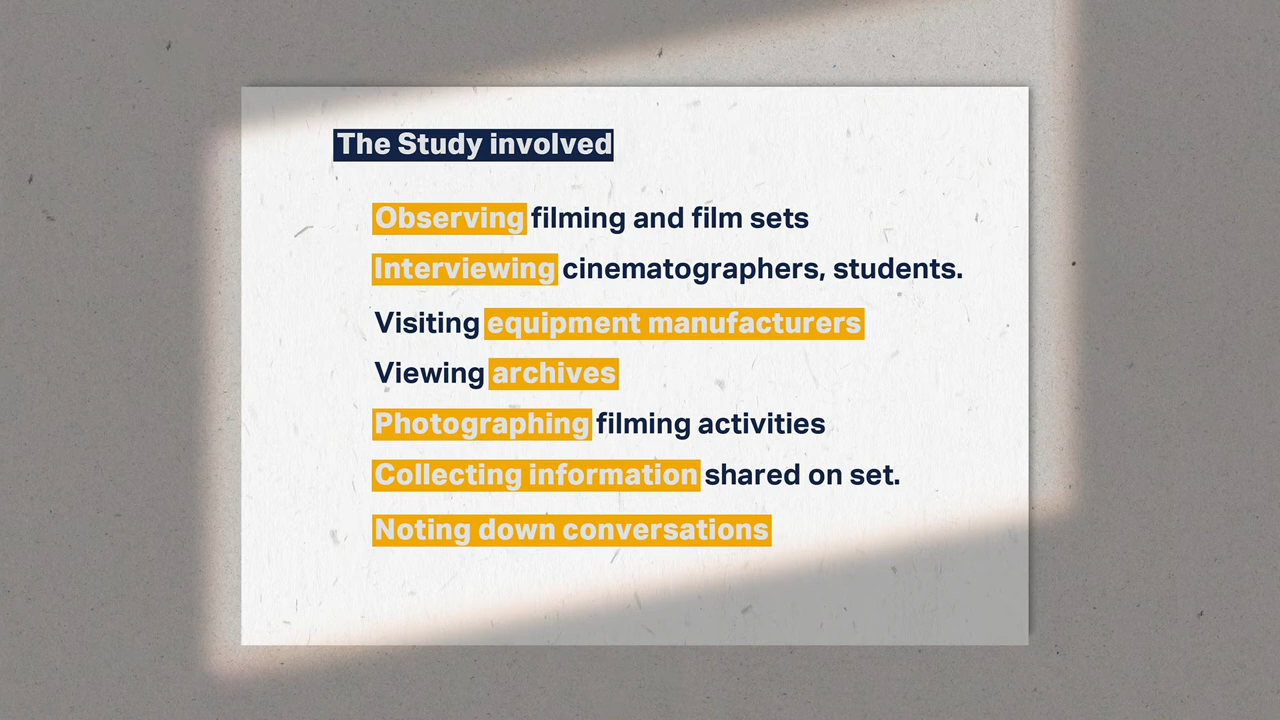 The Study involved
Observing filming and film sets
Interviewing cinematographers, students.
Visiting equipment manufacturers
Viewing archives
Photographing filming activities
Collecting information shared on set.
Noting down conversations